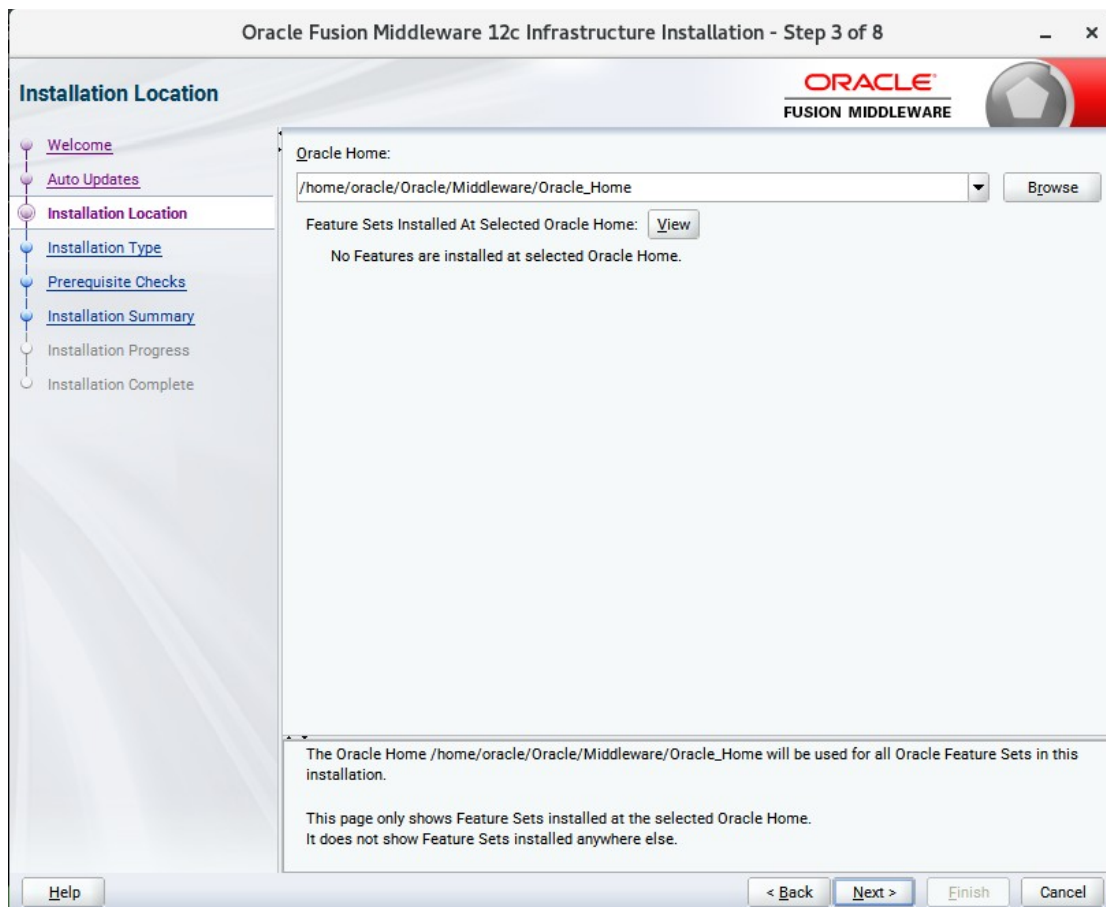 Oracle Fusion Middleware 12c Infrastructure Installation - Step 3 of 8
Installation Location
ORACLE
FUSION MIDDLEWARE
Welcome
Auto Updates
Installation Location
Installation Type
Prerequisite Checks
Installation Summary
Installation Progress
Installation Complete
Oracle Home:
/home/oracle/Oracle/Middleware/Oracle_Home
Browse
Feature Sets Installed At Selected Oracle Home: View
No Features are installed at selected Oracle Home.
The Oracle Home /home/oracle/Oracle/Middleware/Oracle_Home will be used for all Oracle Feature Sets in this
installation.
This page only shows Feature Sets installed at the selected Oracle Home.
It does not show Feature Sets installed anywhere else.
Help
< Back
Next >
Finish
Cancel